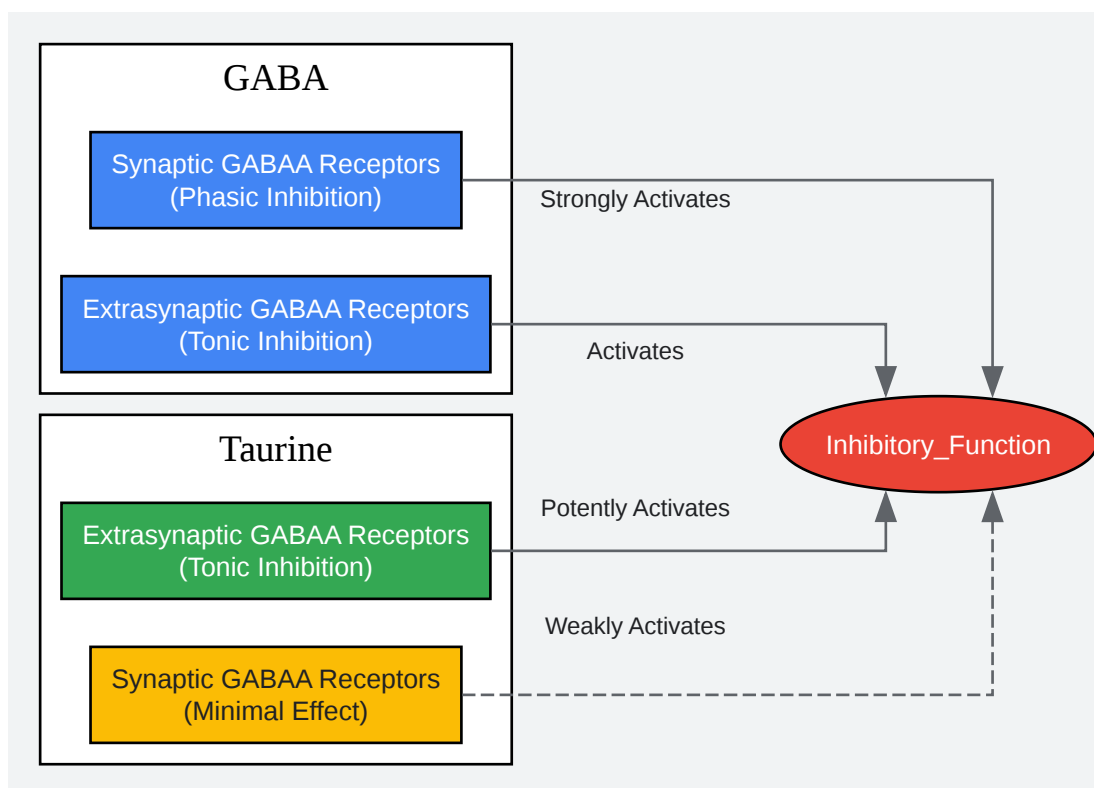 GABA
Synaptic GABAA Receptors
(Phasic Inhibition)
Strongly Activates
Extrasynaptic GABAA Receptors
(Tonic Inhibition)
Activates
Taurine
Inhibitory_Function
Extrasynaptic GABAA Receptors
(Tonic Inhibition)
Potently Activates
Weakly Activates
Synaptic GABAA Receptors
(Minimal Effect)